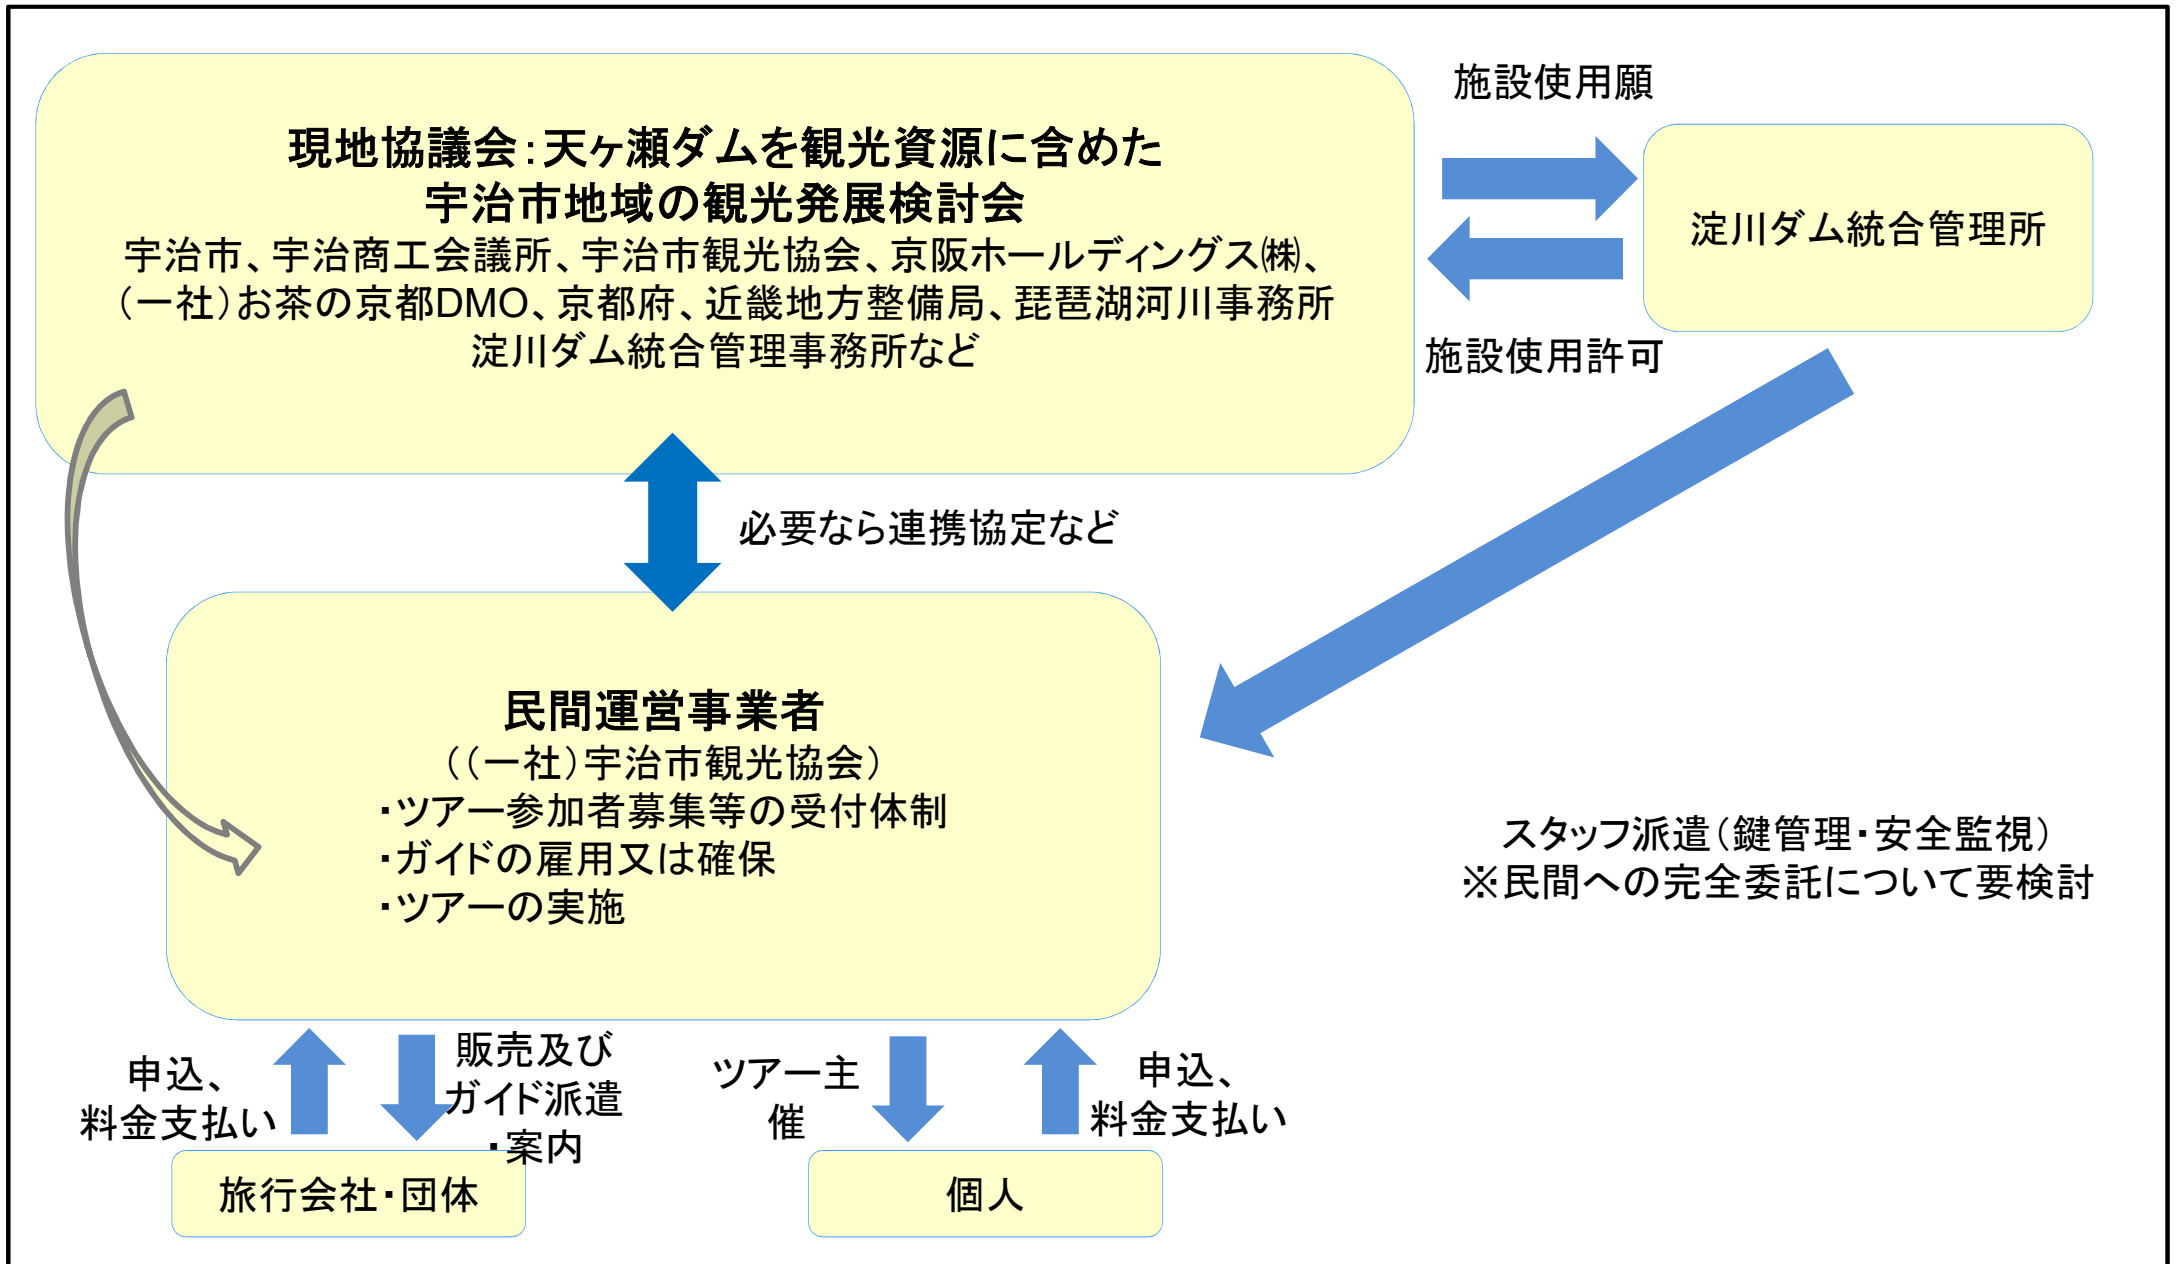 現地協議会：天ヶ瀬ダムを観光資源に含めた
宇治市地域の観光発展検討会
宇治市、宇治商工会議所、宇治市観光協会、京阪ホールディングス㈱、
（一社）お茶の京都DMO、京都府、近畿地方整備局、琵琶湖河川事務所
淀川ダム統合管理事務所など
施設使用願
淀川ダム統合管理所
施設使用許可
必要なら連携協定など
民間運営事業者
（（一社）宇治市観光協会）
・ツアー参加者募集等の受付体制
・ガイドの雇用又は確保
・ツアーの実施
スタッフ派遣（鍵管理・安全監視）
※民間への完全委託について要検討
申込、
料金支払い
販売及び
ガイド派遣
・案内
ツアー主
催
申込、
料金支払い
旅行会社・団体
個人